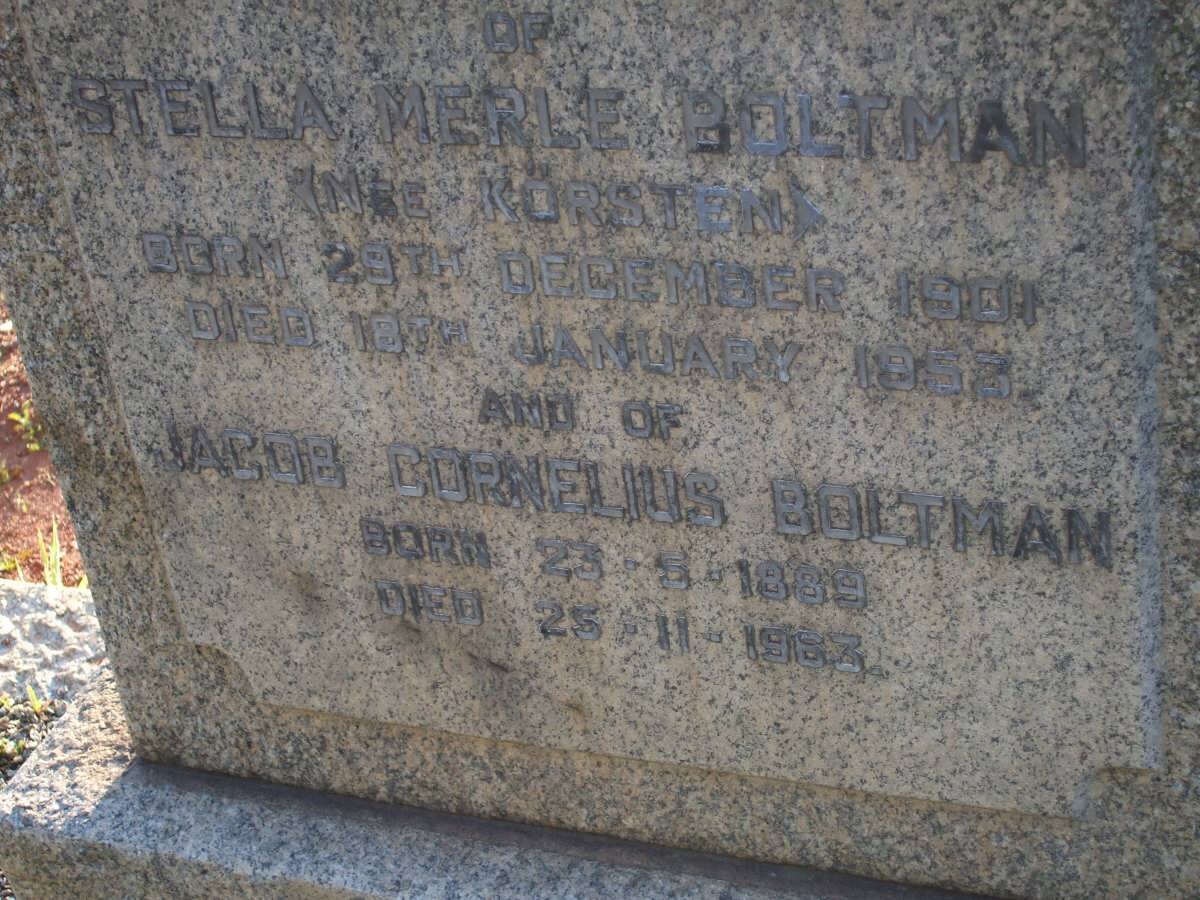 OF
STELLA MERLE BOLTMAN
(NEE KÖRSTEN)
BORN 29TH DECEMBER 1901
DIED 18TH JANUARY 1953.
AND OF
JACOB CORNELIUS BOLTMAN
BORN 23·5·1889
DIED 25·11·1963.